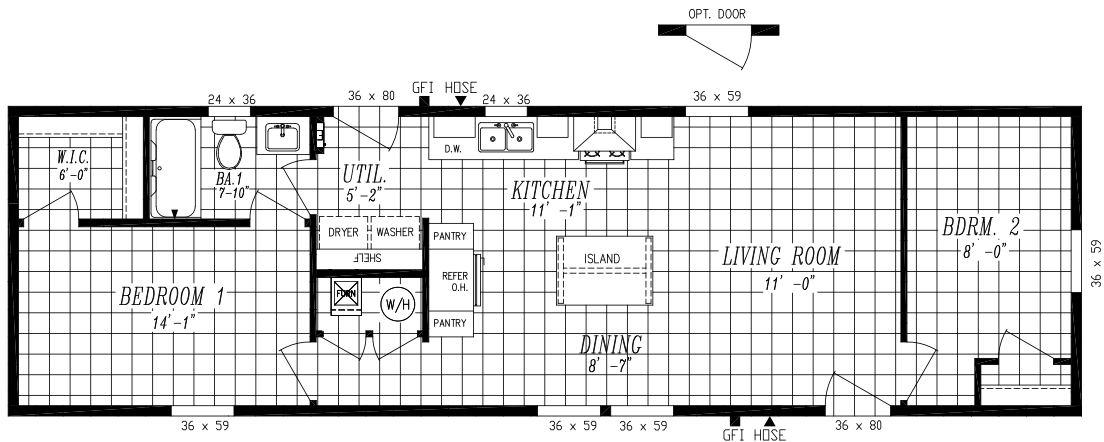 OPT. DOOR
GFI HOSE
24 x 36
36 x 80
24 x 36
36 x 59
W.I.C.
6'-0"
BA.1
7-10"
UTIL.
5'-2"
D.W.
KITCHEN
11' -1"
BDRM. 2
8' -0"
DRYER
WASHER
SHELF
PANTRY
ISLAND
LIVING ROOM
11' -0"
36 x 59
REFER
O.H.
BEDROOM 1
14'-1"
FURN
W/H
PANTRY
DINING
8' -7"
36 x 59
36 x 59
36 x 59
36 x 80
GFI HOSE